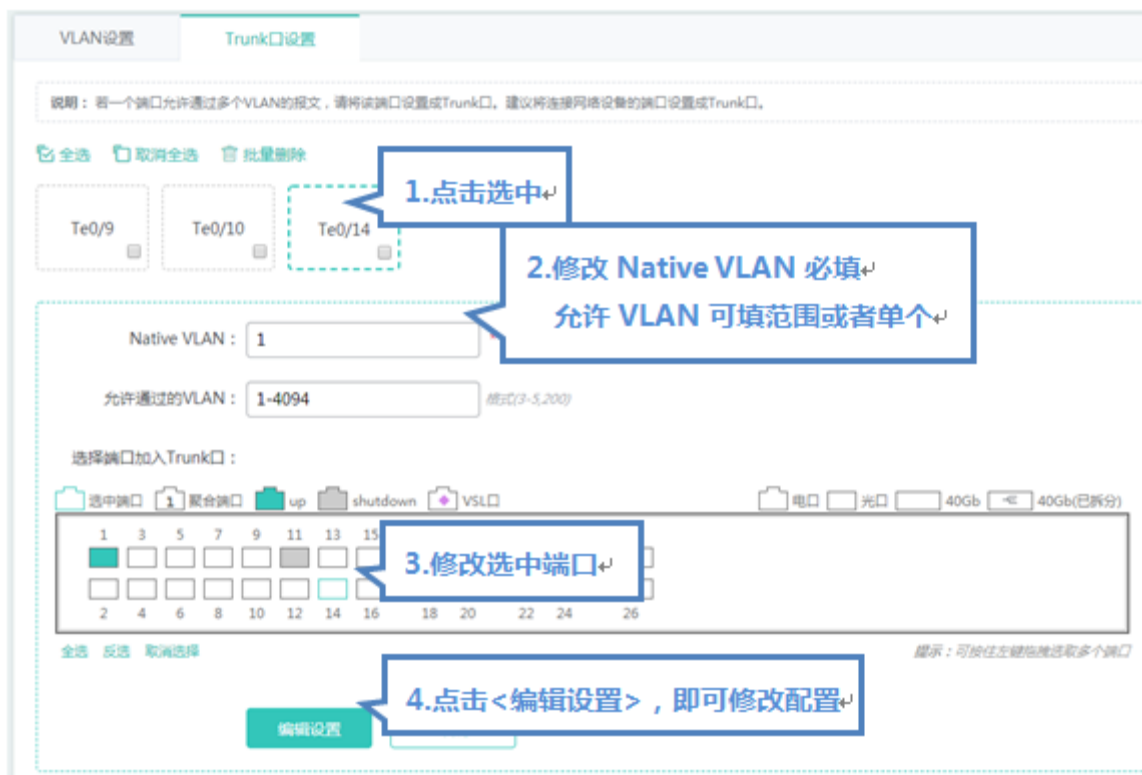 VLAN设置 Trunk口设置
说明：若一个端口允许通过多个VLAN的报文，请将该端口设置成Trunk口。建议将连接网络设备的端口设置成Trunk口。
全选 取消全选 批量删除
1.点击选中
Te0/9 Te0/10 Te0/14
2.修改 Native VLAN 必填
允许 VLAN 可填范围或者单个
Native VLAN： 1
允许通过的VLAN： 1-4094 格式(3-5,200)
选择端口加入Trunk口：
选中端口 1 聚合端口 up shutdown VSL口 电口 光口 40Gb 40Gb(已拆分)
1 3 5 7 9 11 13 15
3.修改选中端口
2 4 6 8 10 12 14 16 18 20 22 24 26
全选 反选 取消选择 提示：可按住左键拖拽选取多个端口
4.点击<编辑设置>，即可修改配置
编辑设置